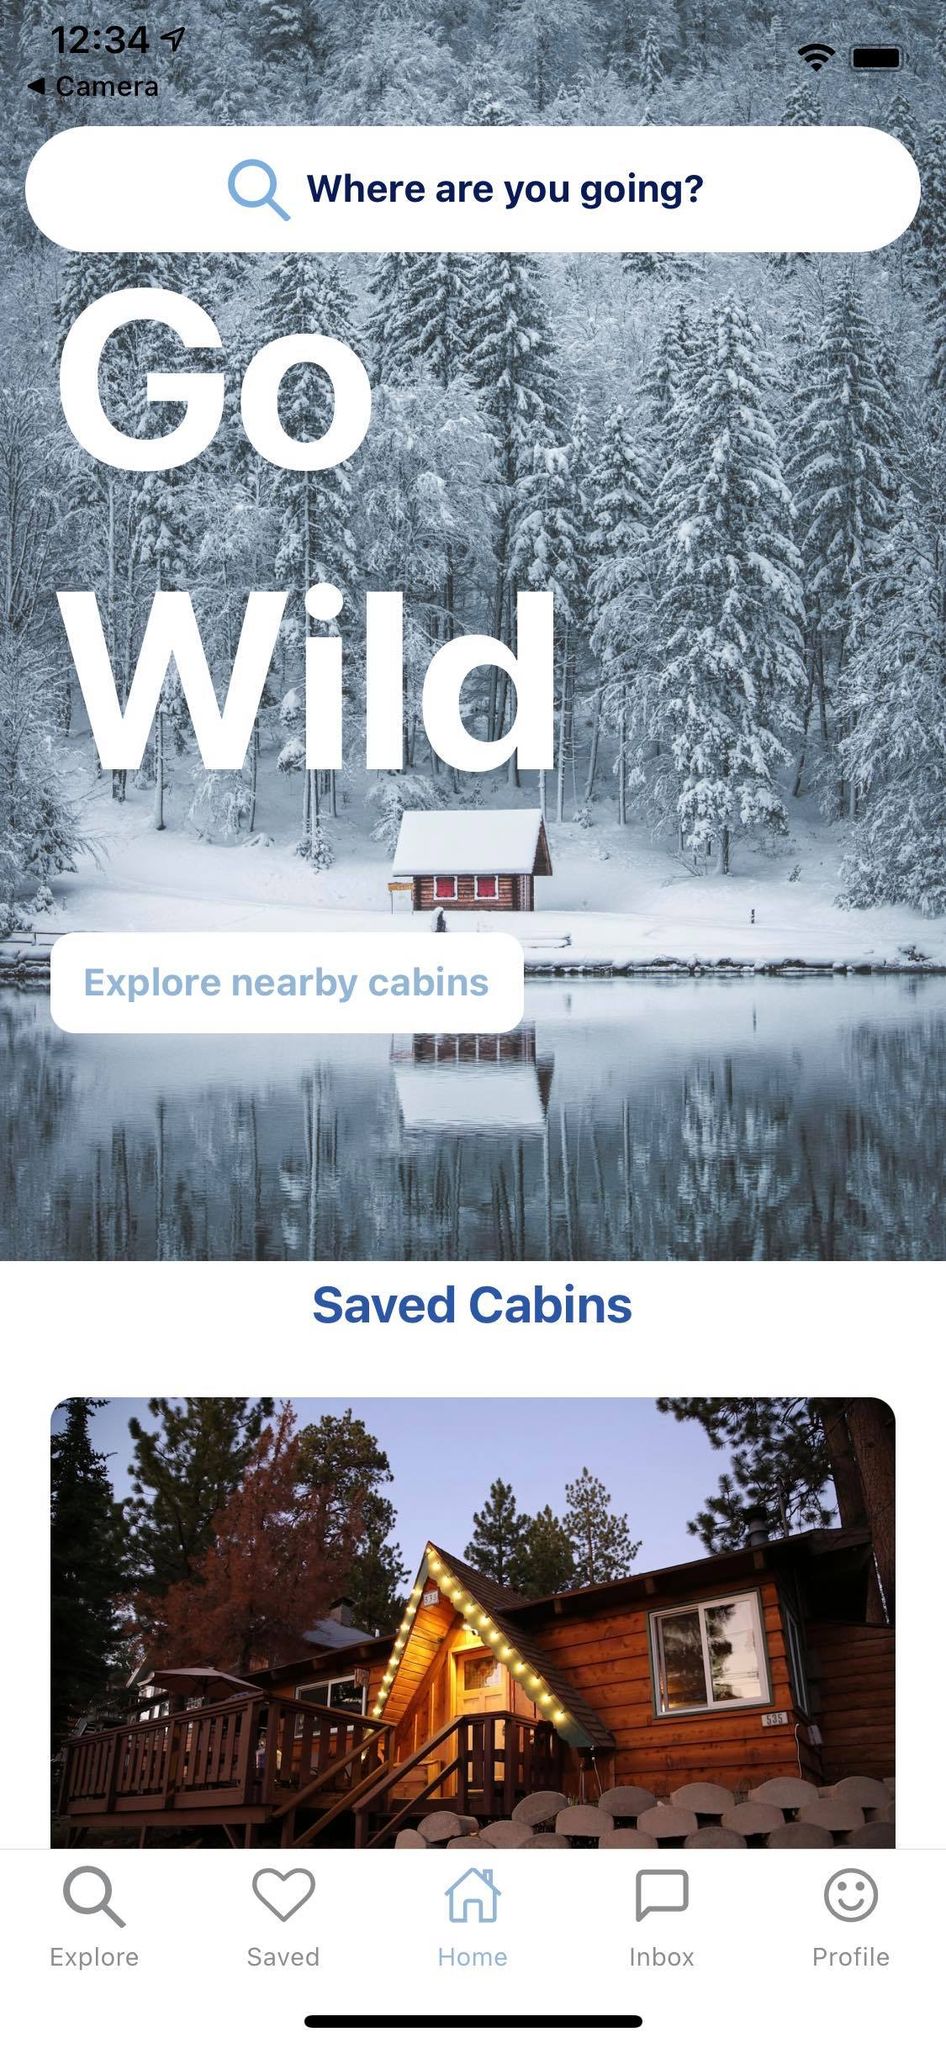 12:34
◀ Camera
Where are you going?
Go
Wild
Explore nearby cabins
Saved Cabins
535
Explore
Saved
Home
Inbox
Profile